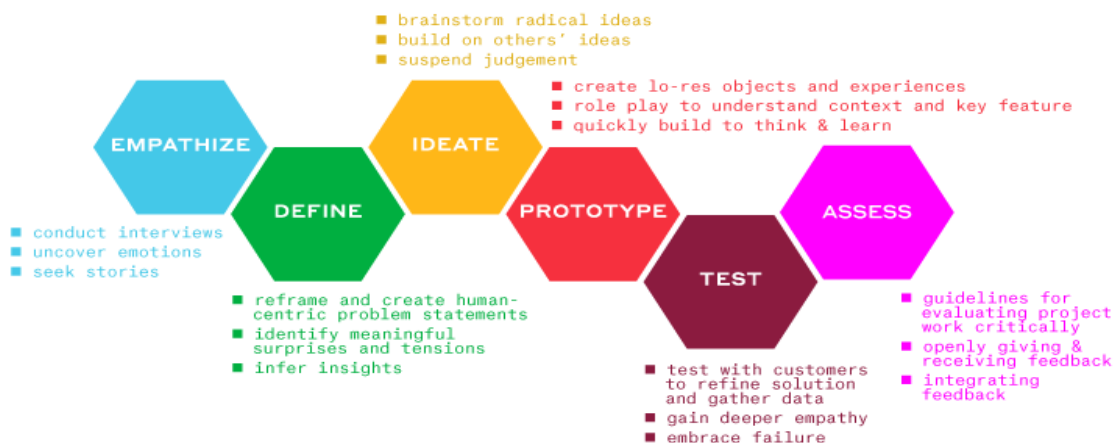 EMPATHIZE
■ conduct interviews
■ uncover emotions
■ seek stories
DEFINE
■ reframe and create human-
centric problem statements
■ identify meaningful
surprises and tensions
■ infer insights
■ brainstorm radical ideas
■ build on others' ideas
■ suspend judgement
IDEATE
■ create lo-res objects and experiences
■ role play to understand context and key feature
■ quickly build to think & learn
PROTOTYPE
TEST
■ test with customers
to refine solution
and gather data
■ gain deeper empathy
■ embrace failure
ASSESS
■ guidelines for
evaluating project
work critically
■ openly giving &
receiving feedback
■ integrating
feedback